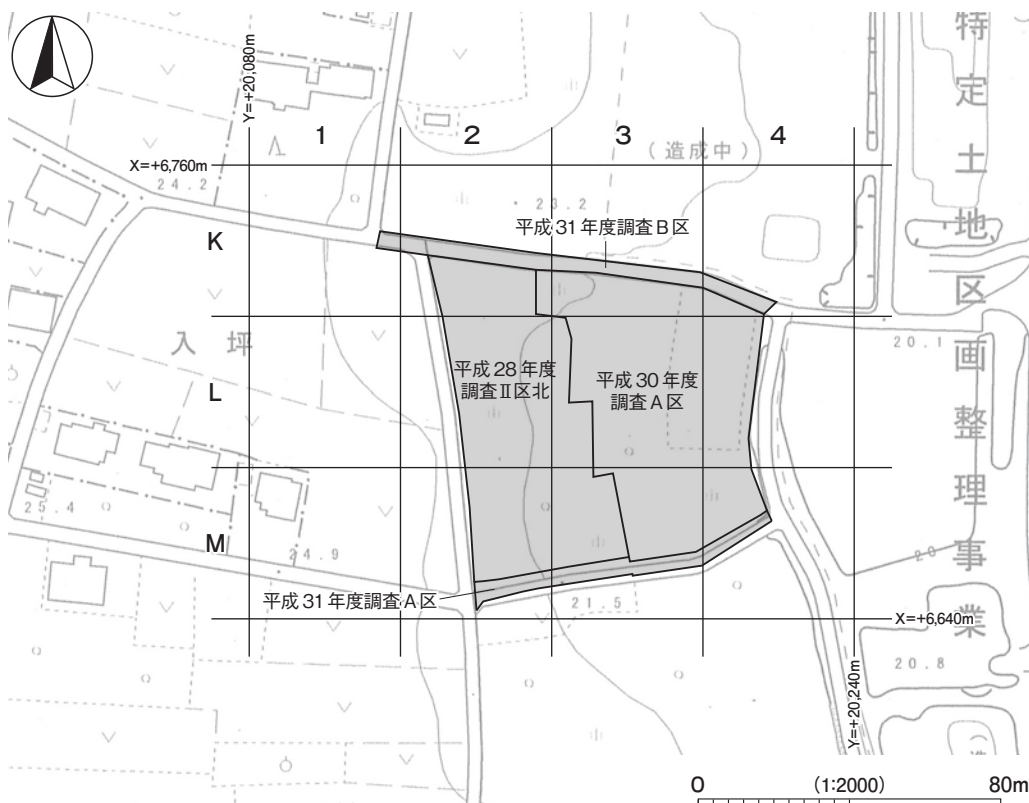 Y=+20,080m
1
2
3
4
X=+6,760m
24.2
(造成中)
23.2
平成31年度調査B区
K
特定土地区画整理事業
入坪
L
平成28年度
調査Ⅱ区北
平成30年度
調査A区
20.1
25.4
M
24.9
平成31年度調査A区
21.5
X=+6,640m
20.8
Y=+20,240m
0 (1:2000) 80m